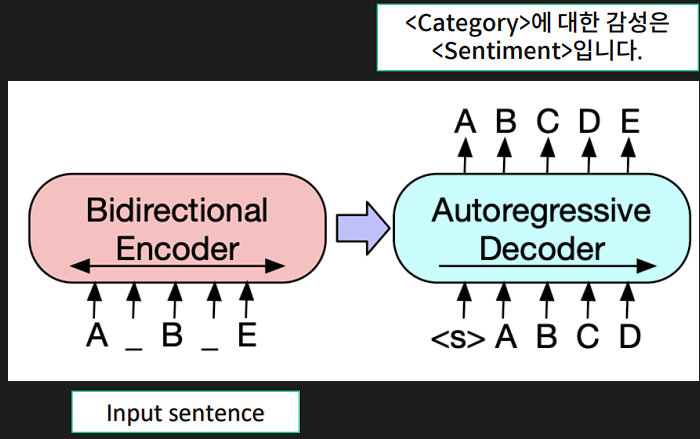 <Category>에 대한 감성은
<Sentiment>입니다.
A B C D E
Bidirectional
Encoder
Autoregressive
Decoder
A _ B _ E
<s> A B C D
Input sentence